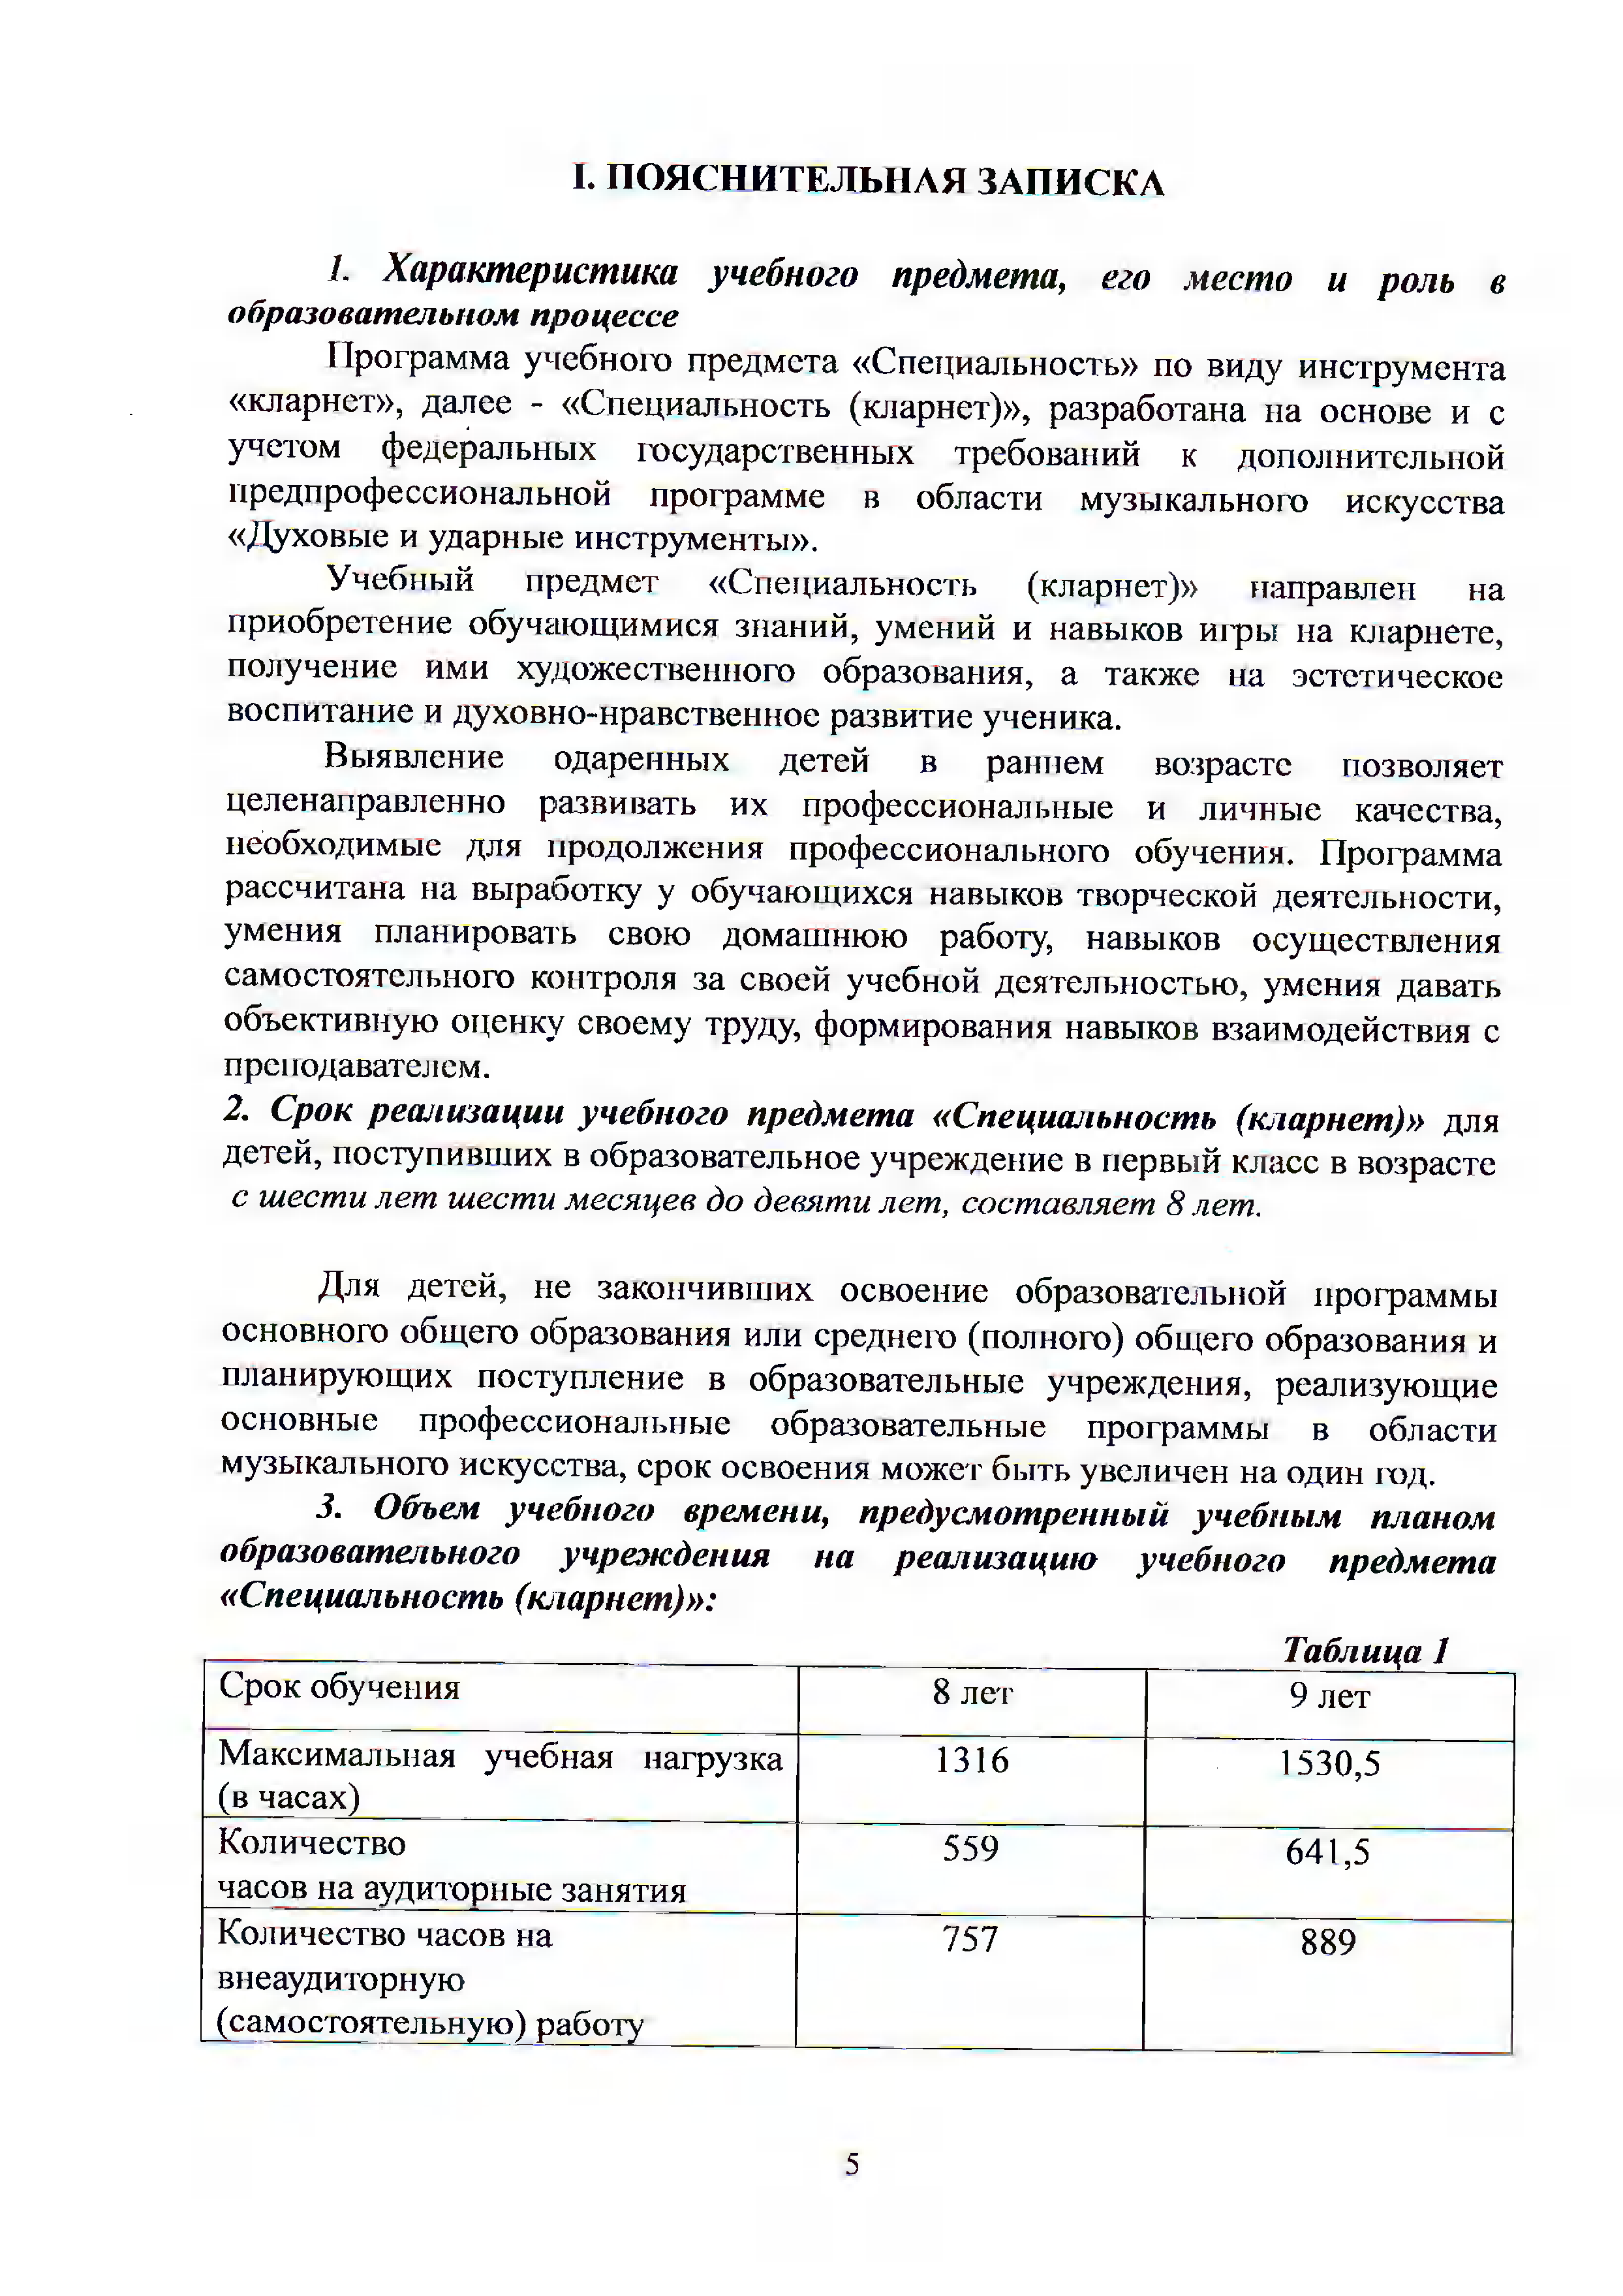 I. ПОЯСНИТЕЛЬНАЯ ЗАПИСКА
1. Характеристика учебного предмета, его место и роль в
образовательном процессе
Программа учебного предмета «Специальность» по виду инструмента
«кларнет», далее - «Специальность (кларнет)», разработана на основе и с
учетом федеральных государственных требований к дополнительной
предпрофессиональной программе в области музыкального искусства
«Духовые и ударные инструменты».
Учебный предмет «Специальность (кларнет)» направлен на
приобретение обучающимися знаний, умений и навыков игры на кларнете,
получение ими художественного образования, а также на эстетическое
воспитание и духовно-нравственное развитие ученика.
Выявление одаренных детей в раннем возрасте позволяет
целенаправленно развивать их профессиональные и личные качества,
необходимые для продолжения профессионального обучения. Программа
рассчитана на выработку у обучающихся навыков творческой деятельности,
умения планировать свою домашнюю работу, навыков осуществления
самостоятельного контроля за своей учебной деятельностью, умения давать
объективную оценку своему труду, формирования навыков взаимодействия с
преподавателем.
2. Срок реализации учебного предмета «Специальность (кларнет)» для
детей, поступивших в образовательное учреждение в первый класс в возрасте
с шести лет шести месяцев до девяти лет, составляет 8 лет.
Для детей, не закончивших освоение образовательной программы
основного общего образования или среднего (полного) общего образования и
планирующих поступление в образовательные учреждения, реализующие
основные профессиональные образовательные программы в области
музыкального искусства, срок освоения может быть увеличен на один год.
3. Объем учебного времени, предусмотренный учебным планом
образовательного учреждения на реализацию учебного предмета
«Специальность (кларнет)»:
Таблица 1
Срок обучения 8 лет 9 лет
Максимальная учебная нагрузка 1316 1530,5
(в часах)
Количество 559 641,5
часов на аудиторные занятия
Количество часов на 757 889
внеаудиторную
(самостоятельную) работу
5